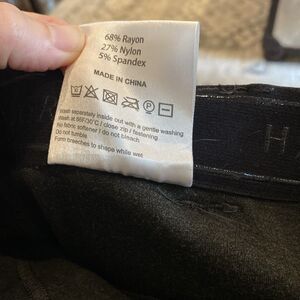 68% Rayon
27% Nylon
5% Spandex
MADE IN CHINA
Wash separately inside out with a gentle washing
Wash at 86F/30°C / close zip / fastening
No fabric softener / do not bleach
Do not tumble
Form breeches to shape while wet
H